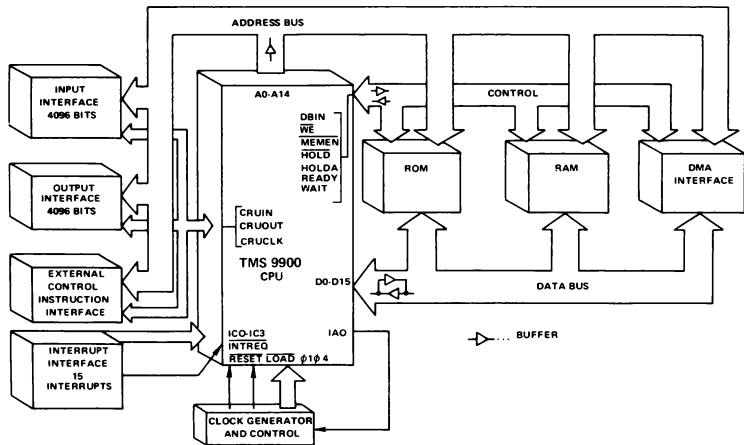 ADDRESS BUS
INPUT
INTERFACE
4096 BITS
OUTPUT
INTERFACE
4096 BITS
EXTERNAL
CONTROL
INSTRUCTION
INTERFACE
INTERRUPT
INTERFACE
15
INTERRUPTS
A0-A14
DBIN
WE
MEMEN
HOLD
HOLDA
READY
WAIT
CRUIN
CRUOUT
CRUCLK
TMS 9900
CPU
D0-D15
IC0-IC3
INTREQ
RESET LOAD ϕ1ϕ4
IAO
CLOCK GENERATOR
AND CONTROL
CONTROL
ROM
RAM
DMA
INTERFACE
DATA BUS
... BUFFER